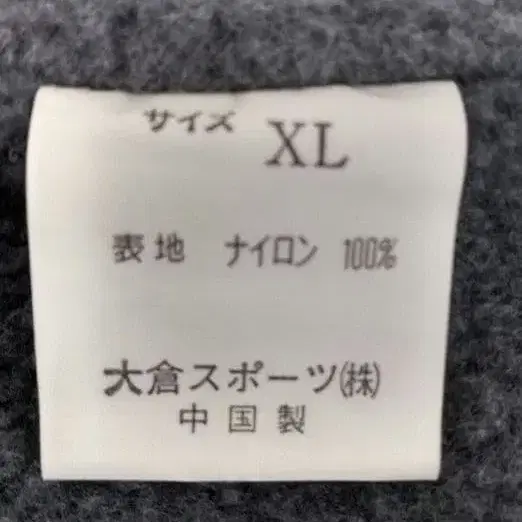 サイズ XL
表地 ナイロン 100%
大倉スポーツ(株)
中国製